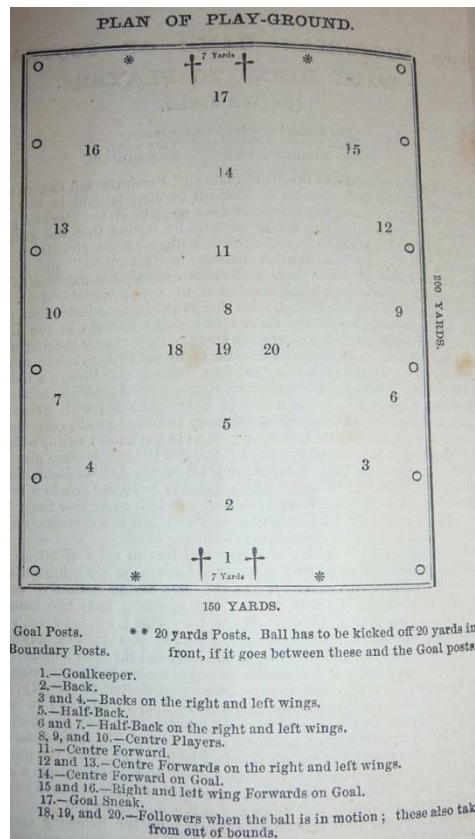 PLAN OF PLAY-GROUND.
7 Yards
17
16
15
14
13
12
11
10
8
9
200 YARDS.
18 19 20
7
6
5
4
3
2
1
7 Yards
150 YARDS.
Goal Posts. * * 20 yards Posts. Ball has to be kicked off 20 yards in
Boundary Posts. front, if it goes between these and the Goal posts
1.—Goalkeeper.
2.—Back.
3 and 4.—Backs on the right and left wings.
5.—Half-Back.
6 and 7.—Half-Back on the right and left wings.
8, 9, and 10.—Centre Players.
11.—Centre Forward.
12 and 13.—Centre Forwards on the right and left wings.
14.—Centre Forward on Goal.
15 and 16.—Right and left wing Forwards on Goal.
17.—Goal Sneak.
18, 19, and 20.—Followers when the ball is in motion; these also tak
from out of bounds.